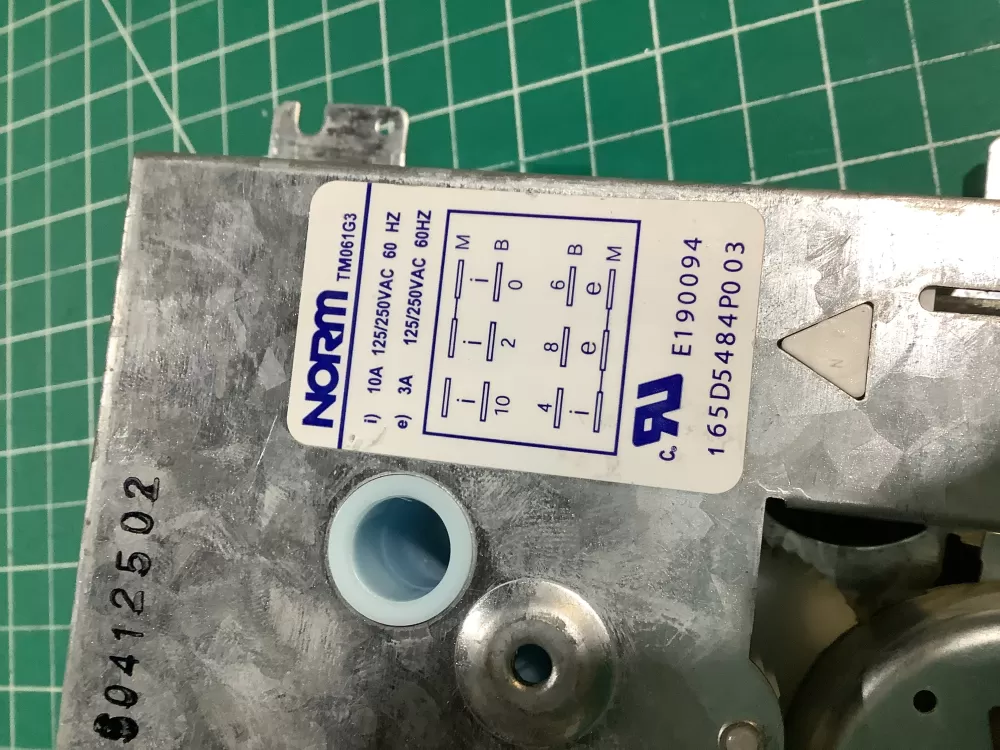 NORM TM061G3
i) 10A 125/250VAC 60 HZ
e) 3A 125/250VAC 60HZ
M
i i i B
10 2 0
4 8 6 B
i e e M
c RU E190094
165D5484P003